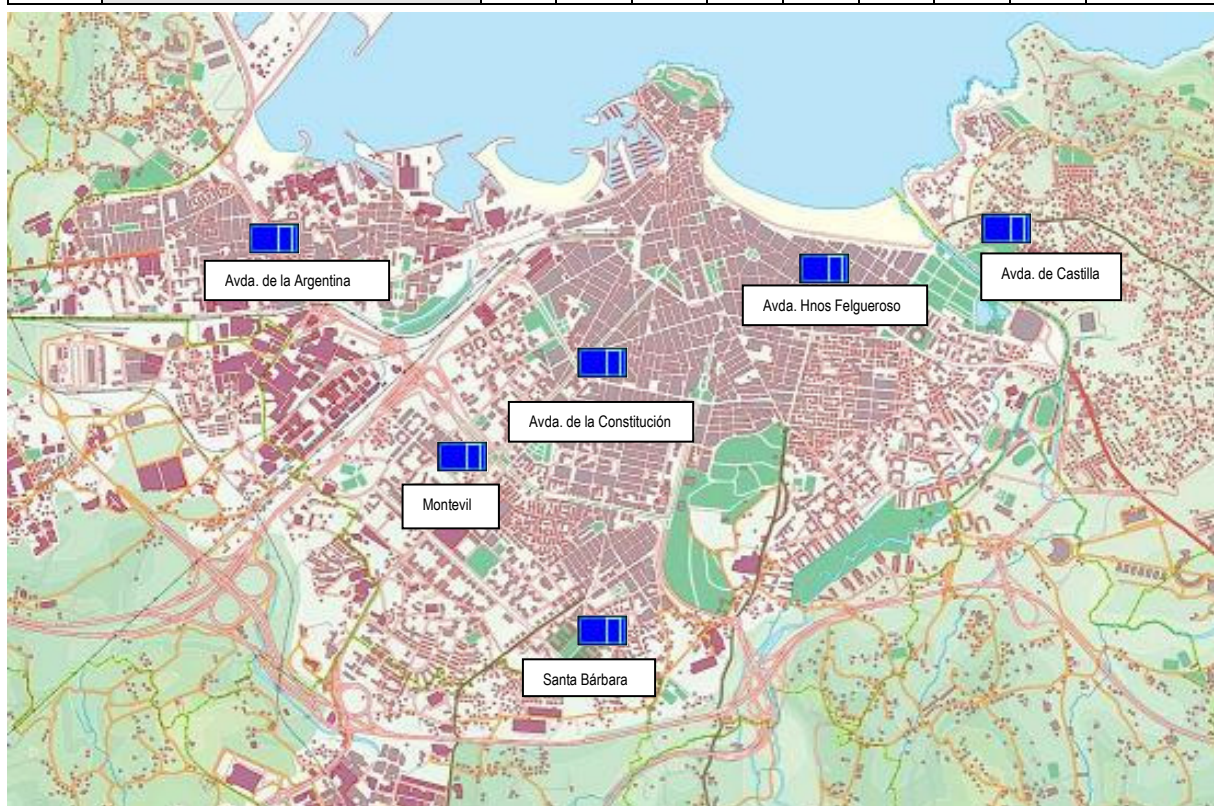 Avda. de la Argentina
Avda. de Castilla
Avda. Hnos Felgueroso
Avda. de la Constitución
Montevil
Santa Bárbara